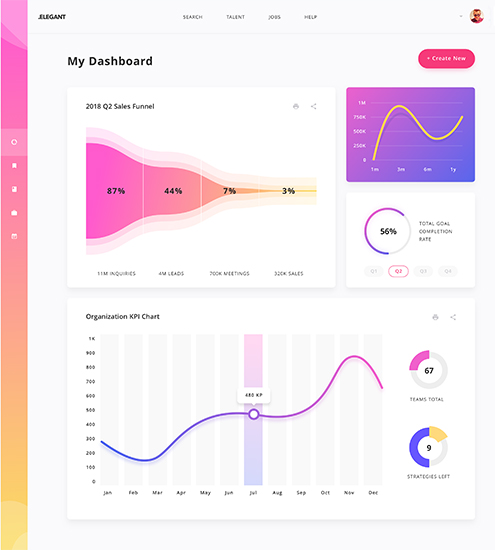 .ELEGANT
SEARCH TALENT JOBS HELP
My Dashboard
+ Create New
2018 Q2 Sales Funnel
87% 44% 7% 3%
11M INQUIRIES 4M LEADS 700K MEETINGS 320K SALES
1M
750K
500K
250K
0
1m 3m 6m 1y
56%
TOTAL GOAL
COMPLETION
RATE
Q1 Q2 Q3 Q4
Organization KPI Chart
1K
900
800
700
600
500
400
300
200
100
0
480 KP
Jan Feb Mar Apr May Jun Jul Aug Sep Oct Nov Dec
67
TEAMS TOTAL
9
STRATEGIES LEFT